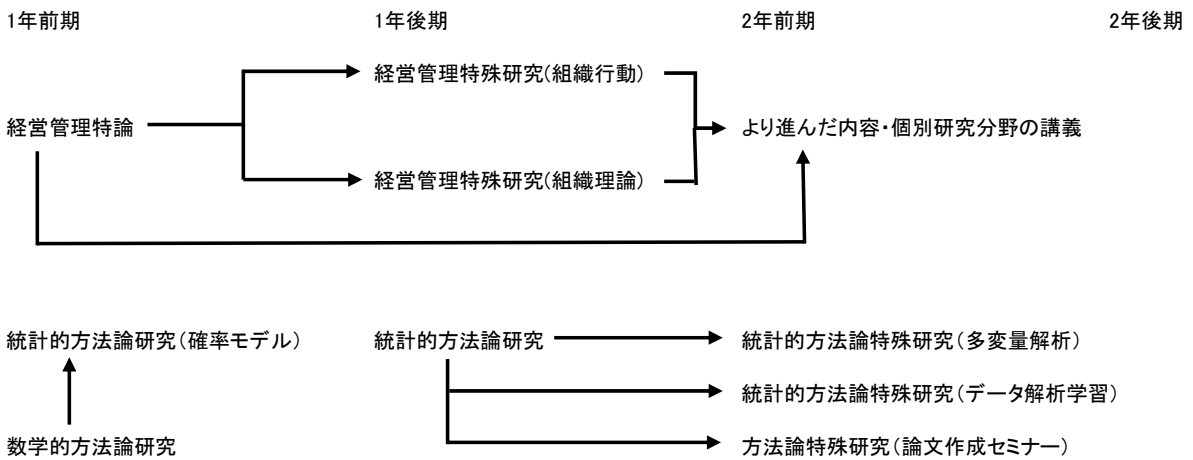 1年前期 1年後期 2年前期 2年後期
経営管理特殊研究(組織行動)
経営管理特論 より進んだ内容・個別研究分野の講義
経営管理特殊研究(組織理論)
統計的方法論研究(確率モデル) 統計的方法論研究 統計的方法論特殊研究(多変量解析)
統計的方法論特殊研究(データ解析学習)
数学的方法論研究 方法論特殊研究(論文作成セミナー)